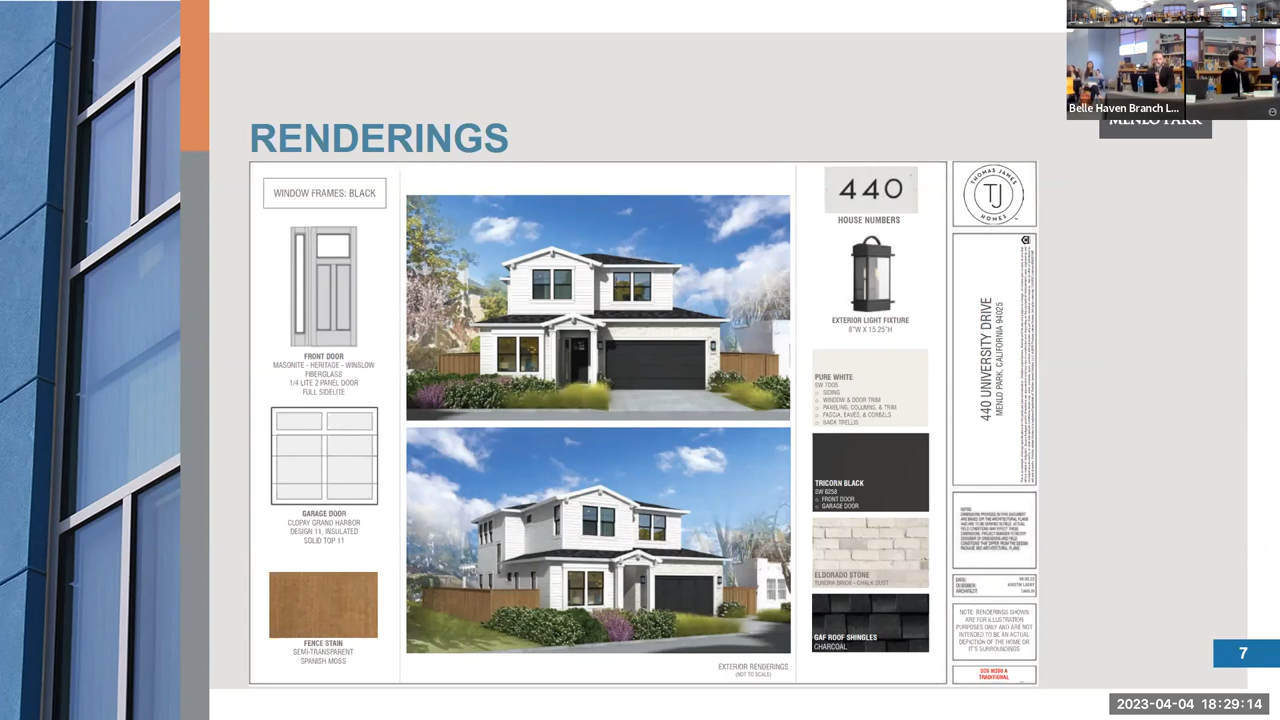 Belle Haven Branch L...
MENLO PARK
RENDERINGS
WINDOW FRAMES: BLACK
FRONT DOOR
MASONITE - HERITAGE - WINSLOW
FIBERGLASS
1/4 LITE 2 PANEL DOOR
FULL SIDELITE
GARAGE DOOR
CLOPAY GRAND HARBOR
DESIGN 11, INSULATED
SOLID TOP 11
FENCE STAIN
SEMI-TRANSPARENT
SPANISH MOSS
EXTERIOR RENDERINGS
(NOT TO SCALE)
440
HOUSE NUMBERS
EXTERIOR LIGHT FIXTURE
8"W X 15.25"H
PURE WHITE
SW 7005
SIDING
WINDOW & DOOR TRIM
PANELING, COLUMNS, & TRIM
FASCIA, EAVES, & CORBELS
BACK TRELLIS
TRICORN BLACK
SW 6258
FRONT DOOR
GARAGE DOOR
ELDORADO STONE
TUNDRA BRICK - CHALK DUST
GAF ROOF SHINGLES
CHARCOAL
THOMAS JAMES
TJ
HOMES
440 UNIVERSITY DRIVE
MENLO PARK, CALIFORNIA 94025
NOTES:
DATE:
DESIGNER:
ARCHITECT:
NOTE: RENDERINGS SHOWN
ARE FOR ILLUSTRATION
PURPOSES ONLY AND ARE NOT
INTENDED TO BE AN ACTUAL
DEPICTION OF THE HOME OR
IT'S SURROUNDINGS
TRADITIONAL
7
2023-04-04 18:29:14